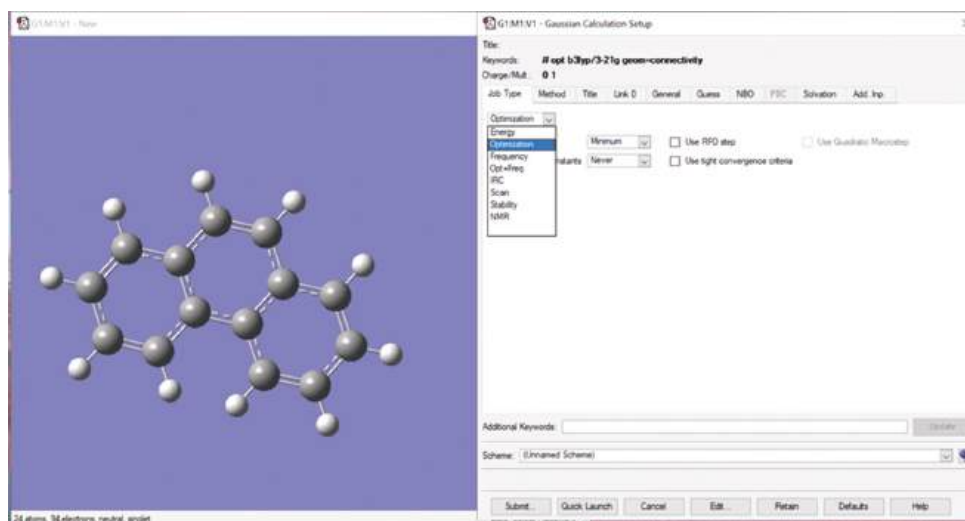 G1:M1:V1 - New
G1:M1:V1 - Gaussian Calculation Setup
Title:
Keywords: # opt b3lyp/3-21g geom=connectivity
Charge/Mult.: 0 1
Job Type Method Title Link 0 General Guess NBO PBC Solvation Add. Inp.
Optimization
Energy
Optimization Minimum Use RFO step Use Quadratic Macrostep
Frequency
Opt+Freq Never Use tight convergence criteria
IRC
Scan
Stability
NMR
Additional Keywords: Update
Scheme: (Unnamed Scheme)
Submit... Quick Launch Cancel Edit... Retain Defaults Help
24 atoms, 94 electrons, neutral, singlet